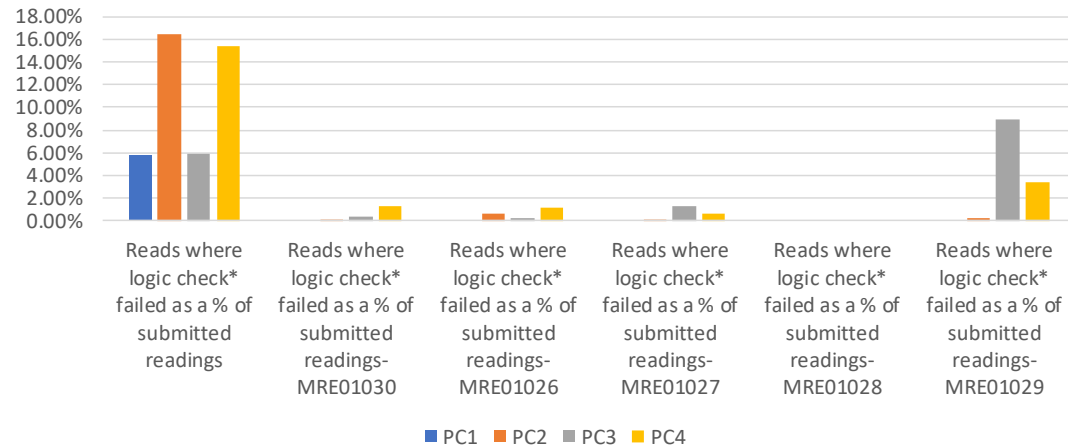 18.00%
16.00%
14.00%
12.00%
10.00%
8.00%
6.00%
4.00%
2.00%
0.00%
Reads where
logic check*
failed as a % of
submitted
readings
Reads where
logic check*
failed as a % of
submitted
readings-
MRE01030
Reads where
logic check*
failed as a % of
submitted
readings-
MRE01026
Reads where
logic check*
failed as a % of
submitted
readings-
MRE01027
Reads where
logic check*
failed as a % of
submitted
readings-
MRE01028
Reads where
logic check*
failed as a % of
submitted
readings-
MRE01029
PC1 PC2 PC3 PC4